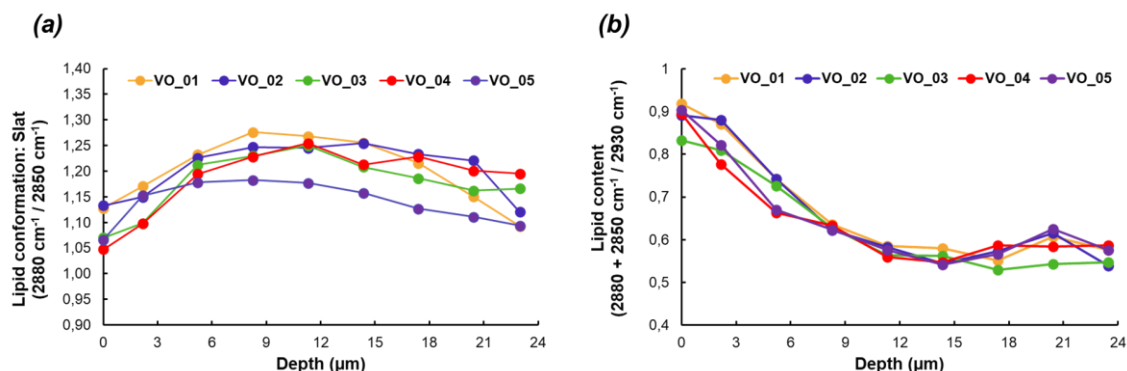 (a)
Lipid conformation: Slat
(2880 cm⁻¹ / 2850 cm⁻¹)
1,40
1,35
1,30
1,25
1,20
1,15
1,10
1,05
1,00
0,95
0,90
VO_01 VO_02 VO_03 VO_04 VO_05
0 3 6 9 12 15 18 21 24
Depth (µm)
(b)
Lipid content
(2880 + 2850 cm⁻¹ / 2930 cm⁻¹)
1
0,9
0,8
0,7
0,6
0,5
0,4
VO_01 VO_02 VO_03 VO_04 VO_05
0 3 6 9 12 15 18 21 24
Depth (µm)